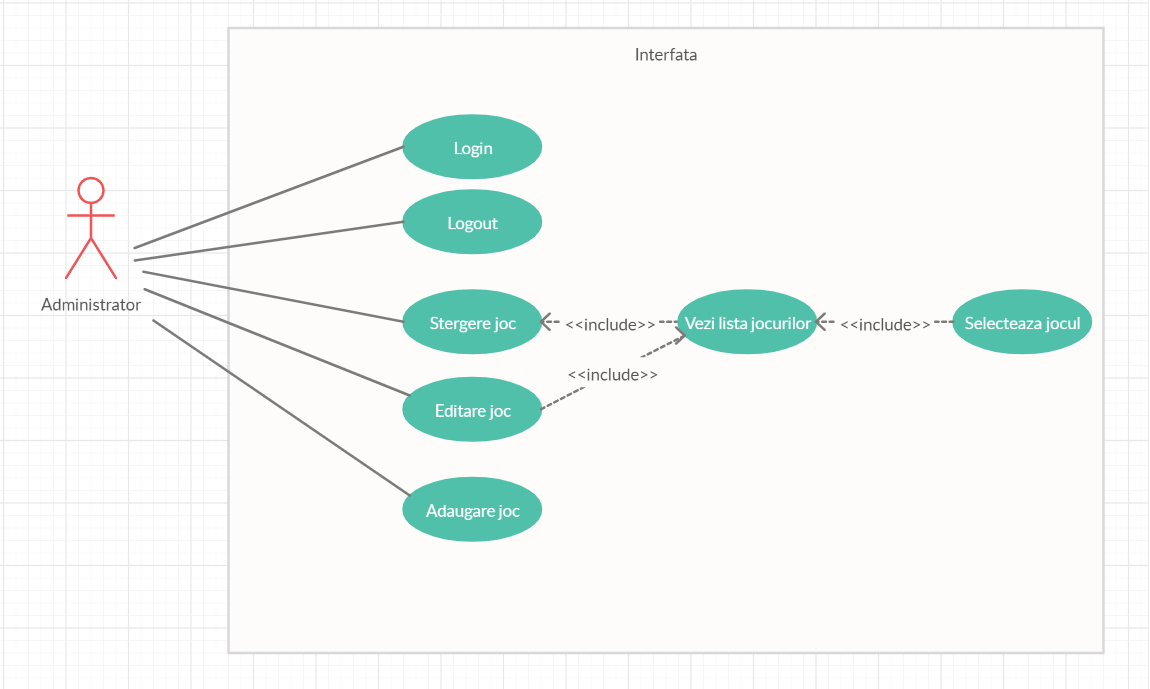 Interfata
Login
Logout
Administrator
Stergere joc
<<include>>
Vezi lista jocurilor
<<include>>
Selecteaza jocul
<<include>>
Editare joc
Adaugare joc